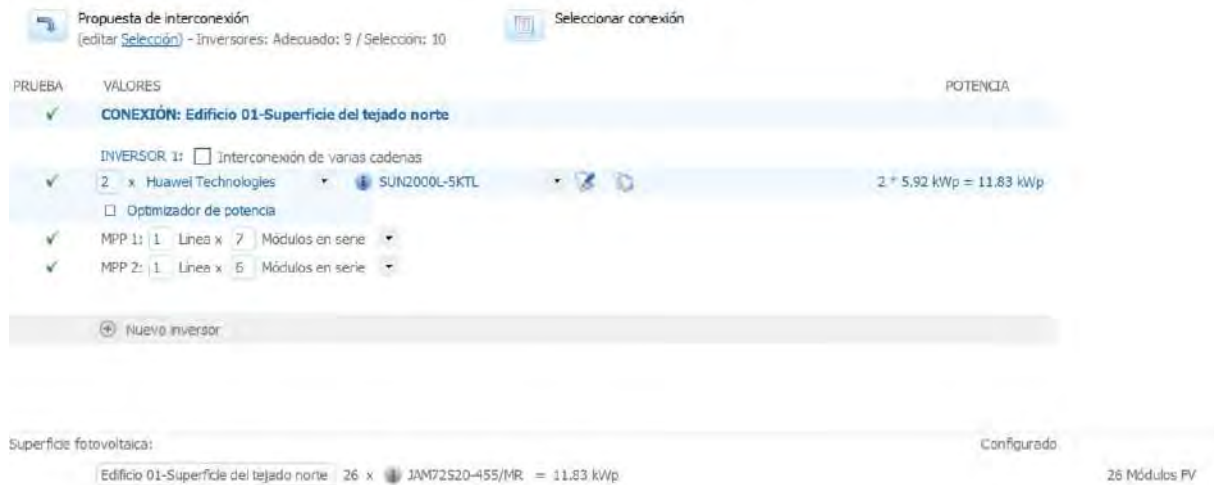 Propuesta de interconexión
(editar Selección) - Inversores: Adecuado: 9 / Selección: 10
Seleccionar conexión
PRUEBA VALORES POTENCIA
CONEXIÓN: Edificio 01-Superficie del tejado norte
INVERSOR 1: Interconexión de varias cadenas
2 x Huawei Technologies SUN2000L-5KTL 2 * 5.92 kWp = 11.83 kWp
Optimizador de potencia
MPP 1: 1 Línea x 7 Módulos en serie
MPP 2: 1 Línea x 6 Módulos en serie
Nuevo inversor
Superficie fotovoltaica: Configurado
Edificio 01-Superficie del tejado norte 26 x JAM72S20-455/MR = 11.83 kWp 26 Módulos PV